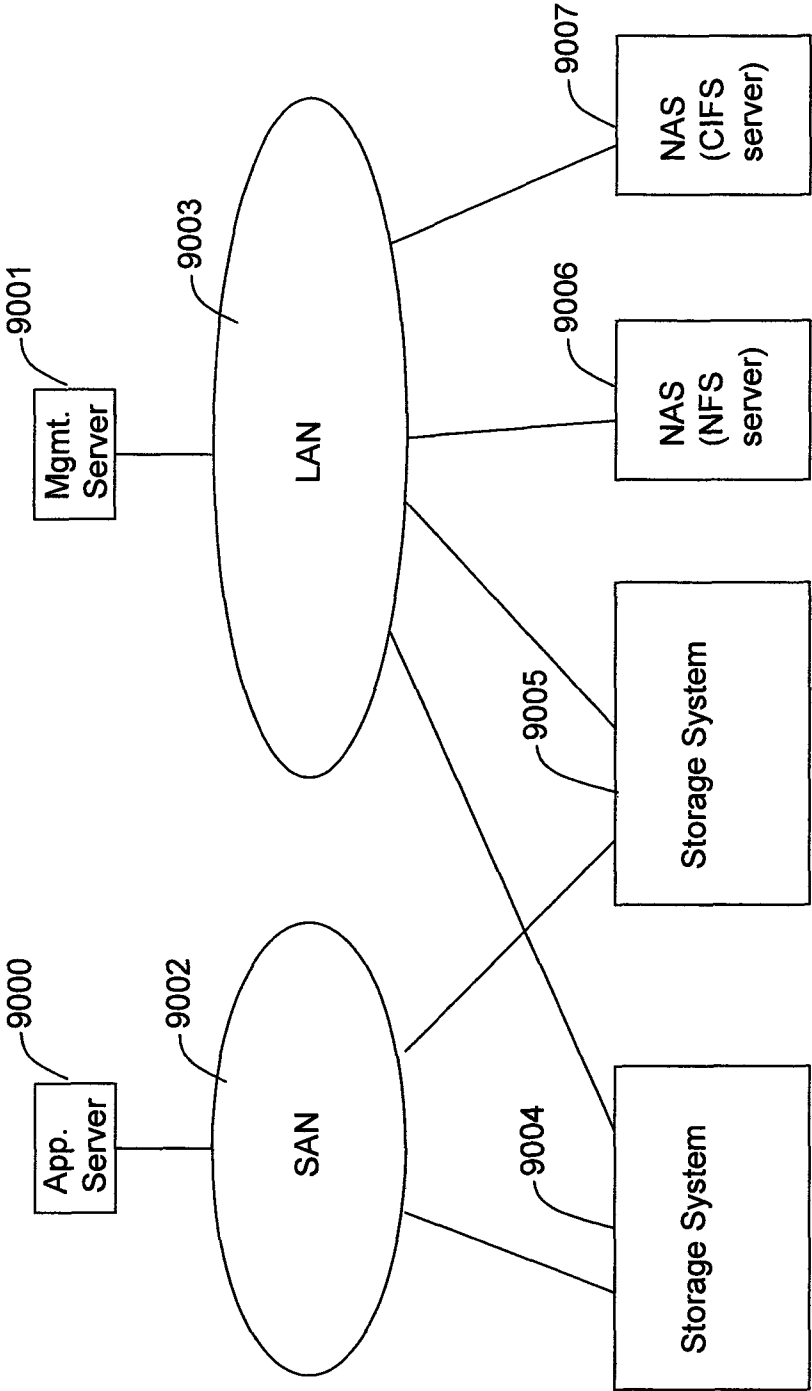 9000
App.
Server
9001
Mgmt.
Server
9002
SAN
9003
LAN
9004
Storage System
9005
Storage System
9006
NAS
(NFS
server)
9007
NAS
(CIFS
server)